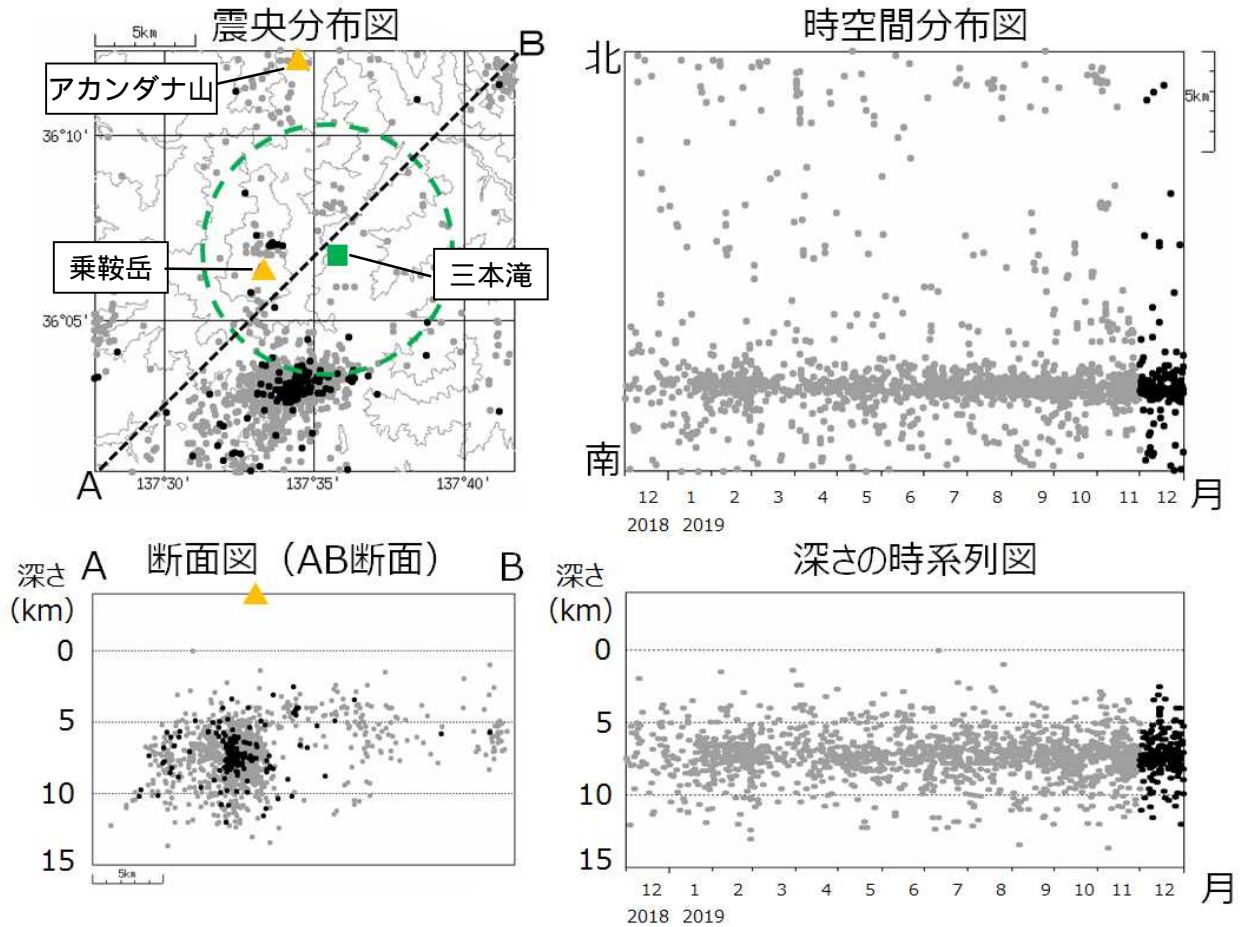 震央分布図
5km
B
アカンダナ山
36°10'
乗鞍岳
三本滝
36°05'
A
137°30'
137°35'
137°40'
時空間分布図
北
5km
南
12 1 2 3 4 5 6 7 8 9 10 11 12 月
2018 2019
断面図（AB断面）
深さ A B
(km)
0
5
10
15
5km
深さの時系列図
深さ
(km)
0
5
10
15
12 1 2 3 4 5 6 7 8 9 10 11 12 月
2018 2019